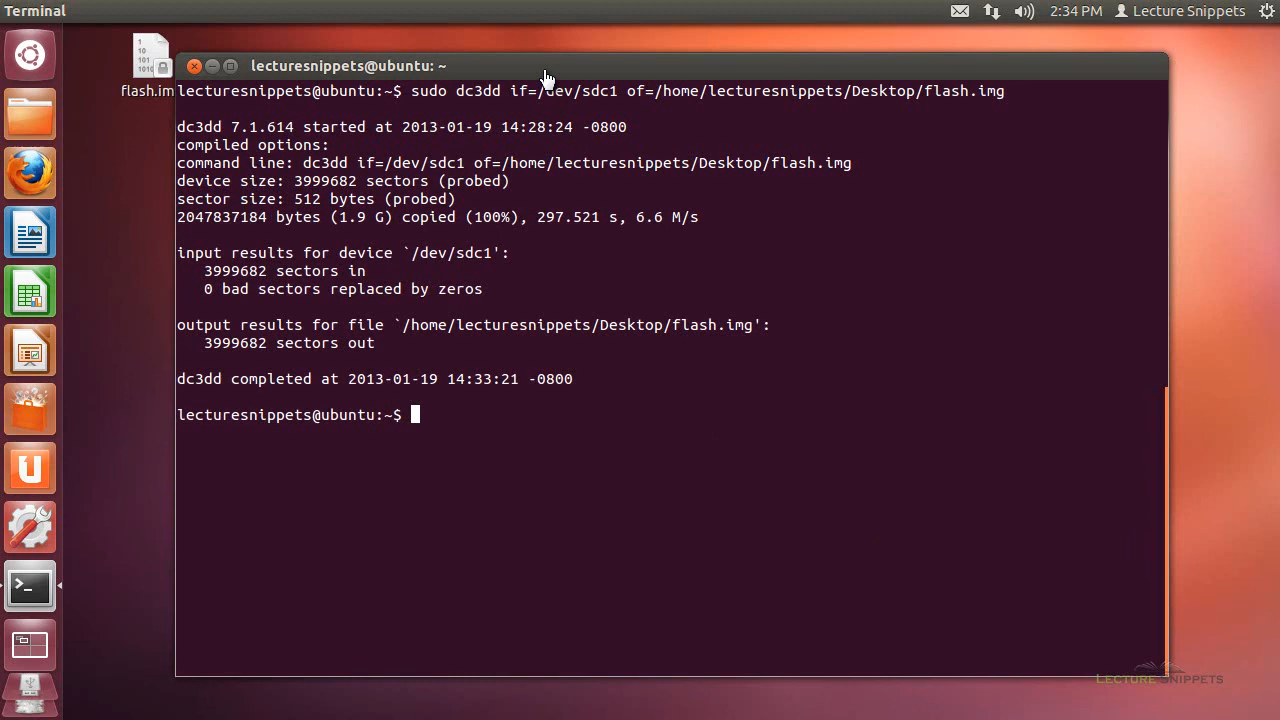 Terminal
2:34 PM Lecture Snippets
1
10
101
1010
flash.im
lecturesnippets@ubuntu: ~
lecturesnippets@ubuntu:~$ sudo dc3dd if=/dev/sdc1 of=/home/lecturesnippets/Desktop/flash.img
dc3dd 7.1.614 started at 2013-01-19 14:28:24 -0800
compiled options:
command line: dc3dd if=/dev/sdc1 of=/home/lecturesnippets/Desktop/flash.img
device size: 3999682 sectors (probed)
sector size: 512 bytes (probed)
2047837184 bytes (1.9 G) copied (100%), 297.521 s, 6.6 M/s
input results for device `/dev/sdc1':
3999682 sectors in
0 bad sectors replaced by zeros
output results for file `/home/lecturesnippets/Desktop/flash.img':
3999682 sectors out
dc3dd completed at 2013-01-19 14:33:21 -0800
lecturesnippets@ubuntu:~$
LECTURE SNIPPETS